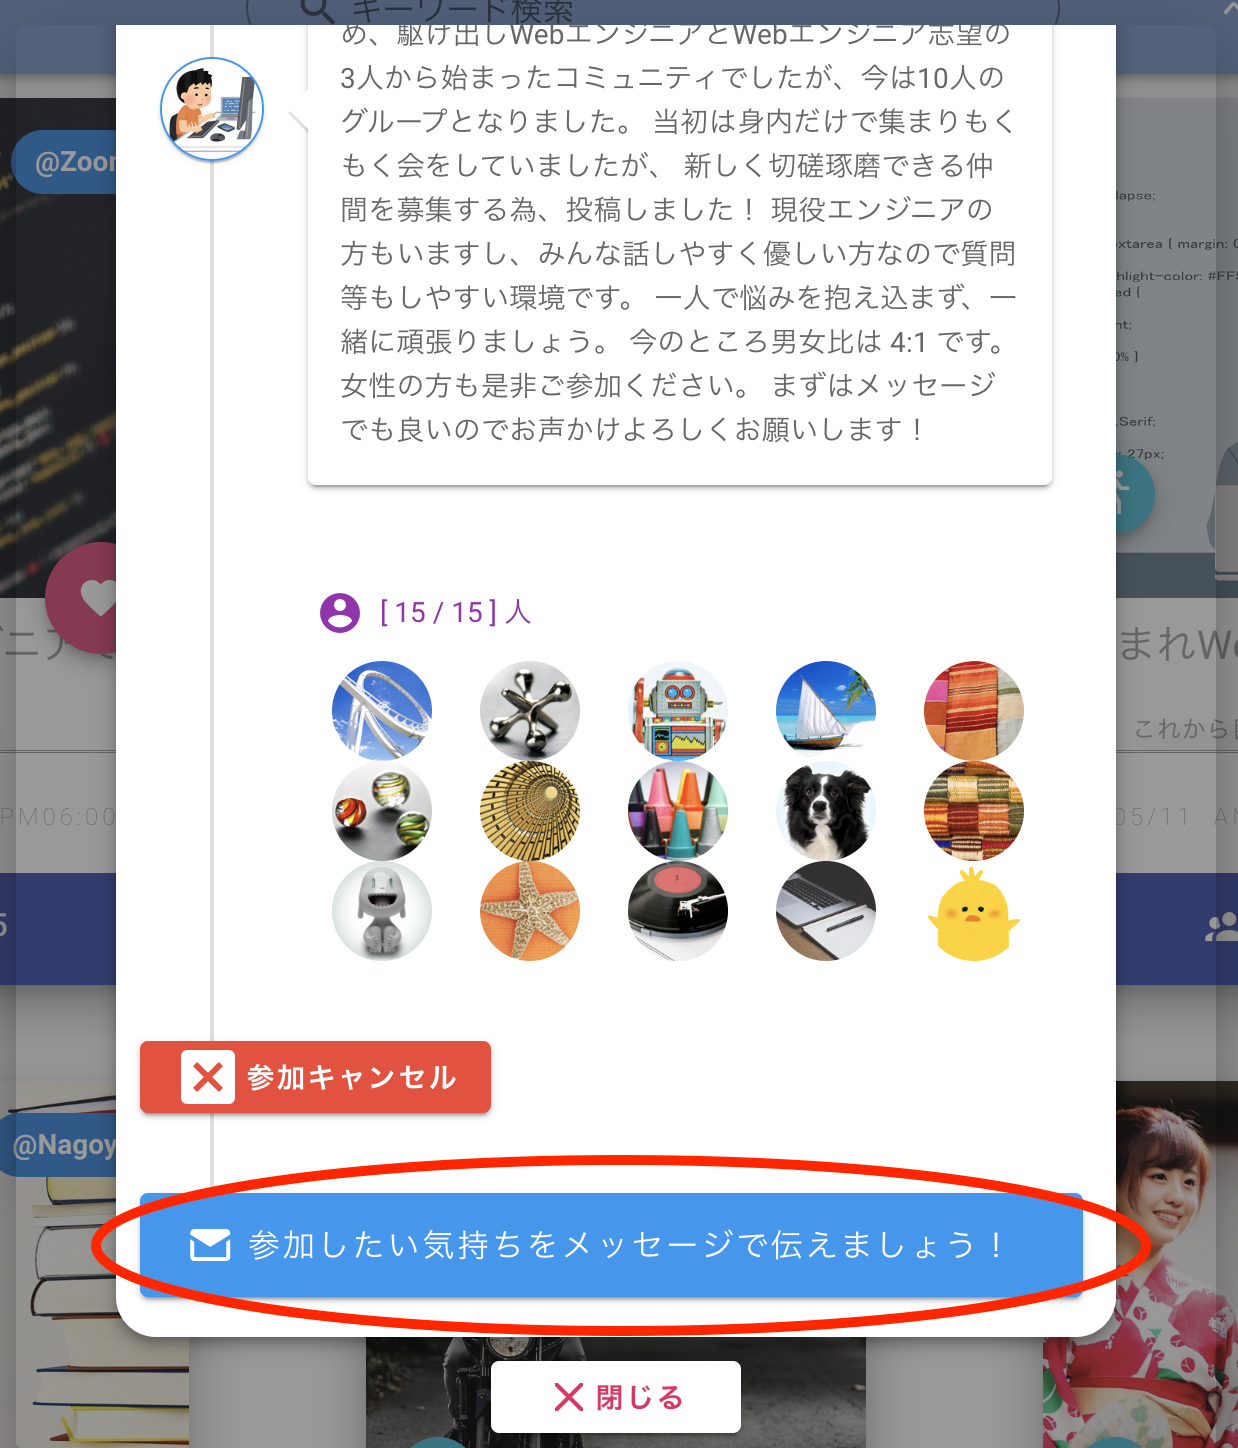 キーワード検索
め、駆け出しWebエンジニアとWebエンジニア志望の
3人から始まったコミュニティでしたが、今は10人の
グループとなりました。 当初は身内だけで集まりもく
もく会をしていましたが、 新しく切磋琢磨できる仲
間を募集する為、投稿しました！ 現役エンジニアの
方もいますし、みんな話しやすく優しい方なので質問
等もしやすい環境です。 一人で悩みを抱え込まず、一
緒に頑張りましょう。 今のところ男女比は 4:1 です。
女性の方も是非ご参加ください。 まずはメッセージ
でも良いのでお声かけよろしくお願いします！
@Zoom
lapse;
extarea { margin: 0
hlight-color: #FF
ed {
nt;
0% }
,Serif;
27px;
[ 15 / 15 ] 人
まれWe
これから
PM06:00
05/11 AM
5
参加キャンセル
@Nagoy
参加したい気持ちをメッセージで伝えましょう！
閉じる